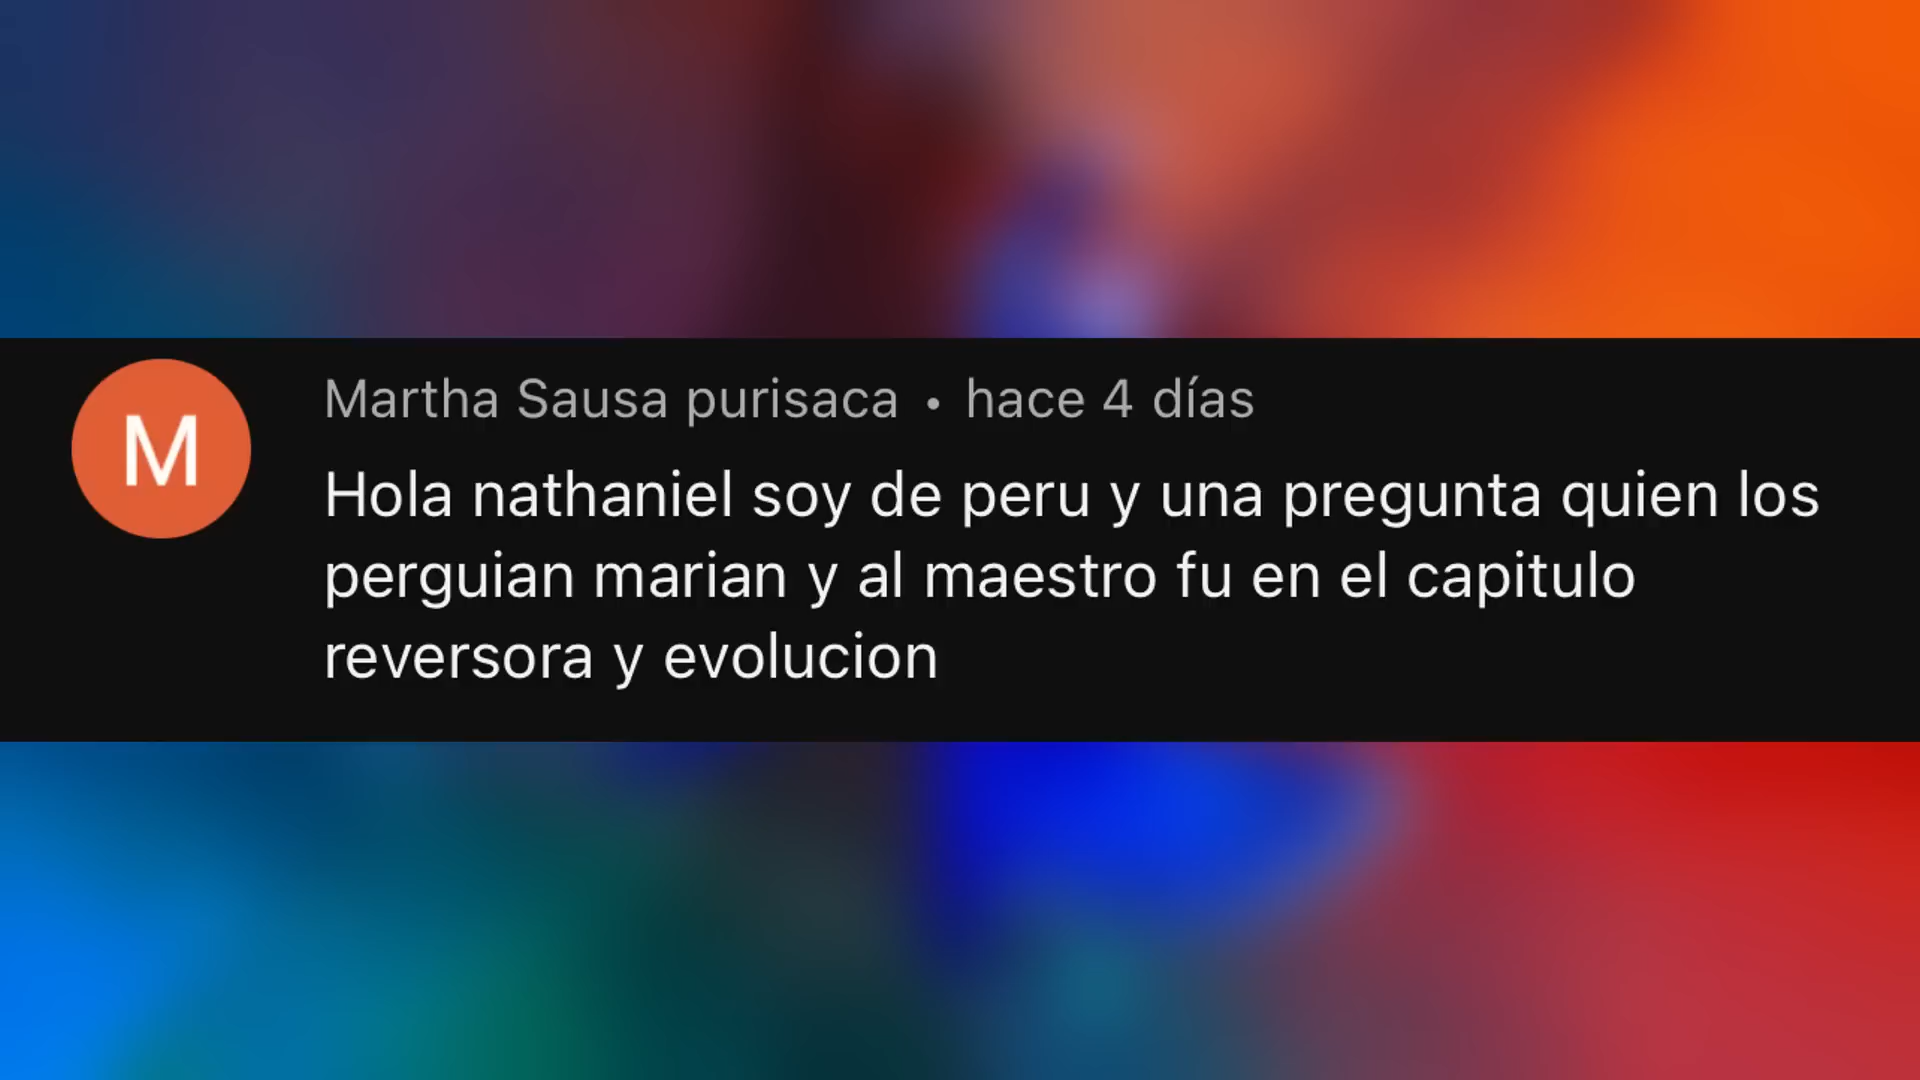 M
Martha Sausa purisaca • hace 4 días
Hola nathaniel soy de peru y una pregunta quien los
perguian marian y al maestro fu en el capitulo
reversora y evolucion